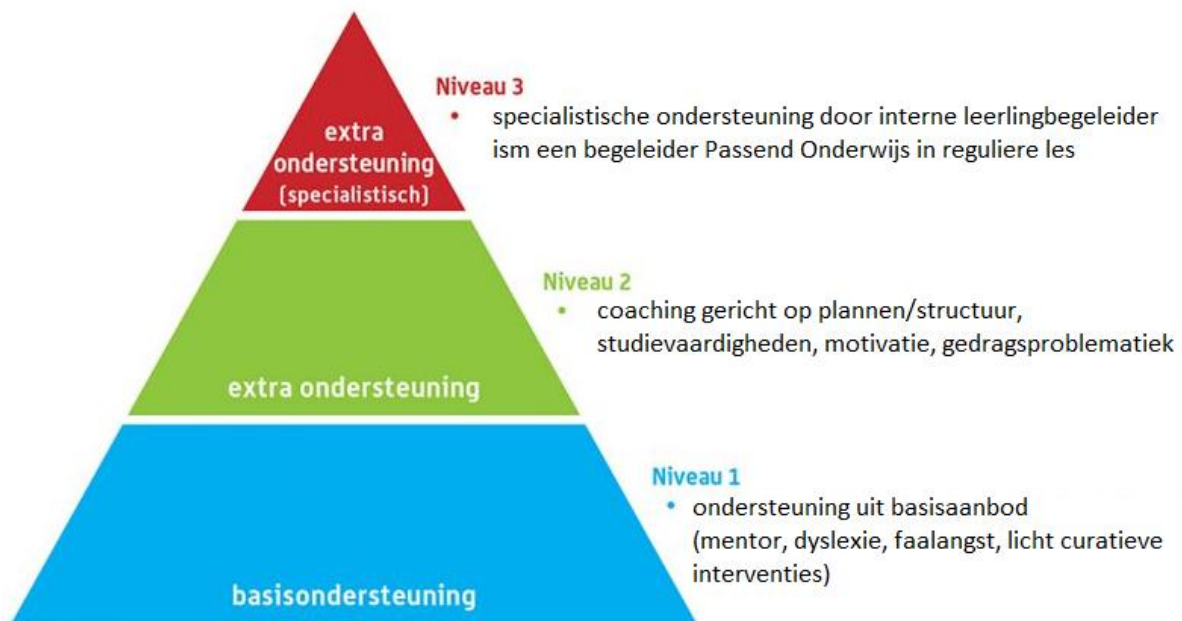 Niveau 3
• specialistische ondersteuning door interne leerlingbegeleider
ism een begeleider Passend Onderwijs in reguliere les
extra
ondersteuning
(specialistisch)
Niveau 2
• coaching gericht op plannen/structuur,
studievaardigheden, motivatie, gedragsproblematiek
extra ondersteuning
Niveau 1
• ondersteuning uit basisaanbod
(mentor, dyslexie, faalangst, licht curatieve
interventies)
basisondersteuning